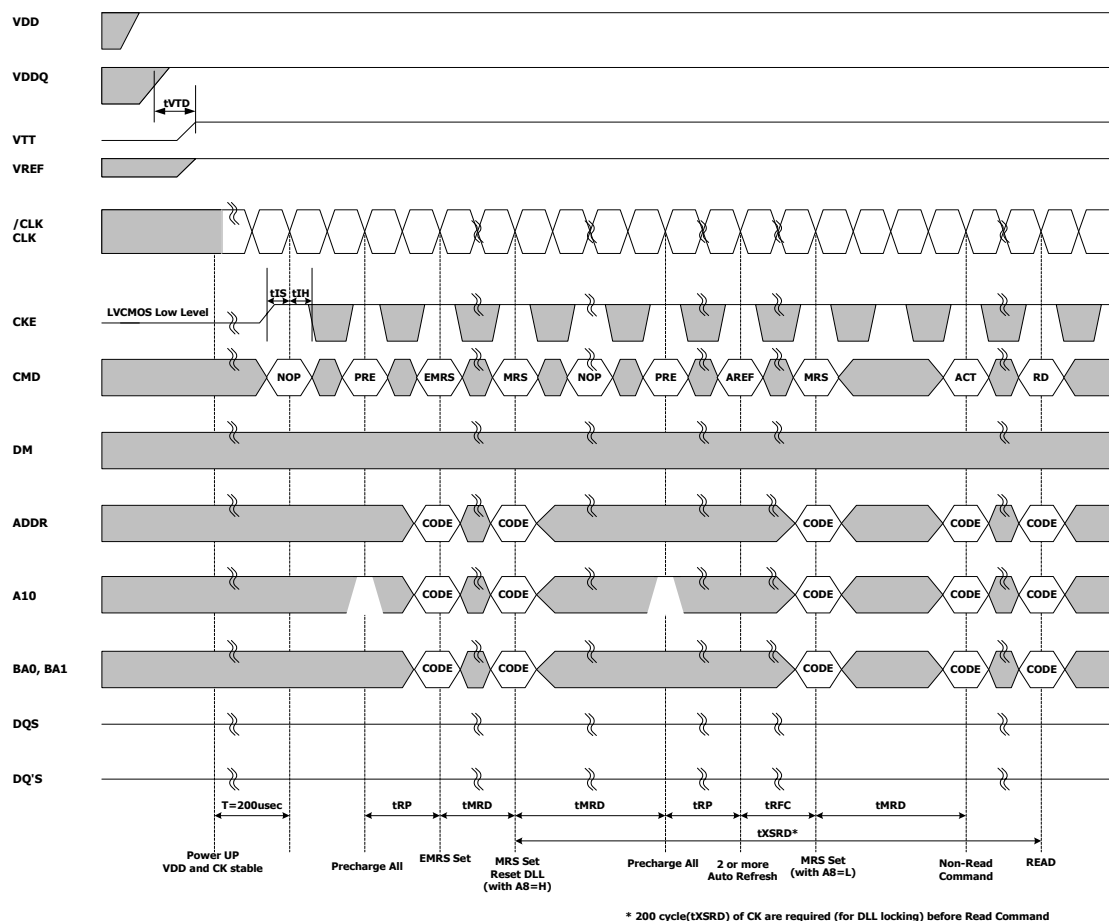 VDD
VDDQ
tVTD
VTT
VREF
/CLK
CLK
tIS tIH
CKE
LVCMOS Low Level
CMD
NOP PRE EMRS MRS NOP PRE AREF MRS ACT RD
DM
ADDR
CODE CODE CODE CODE CODE
A10
CODE CODE CODE CODE CODE
BA0, BA1
CODE CODE CODE CODE CODE
DQS
DQ'S
T=200usec tRP tMRD tMRD tRP tRFC tMRD
tXSRD*
Power UP
VDD and CK stable
Precharge All
EMRS Set
MRS Set
Reset DLL
(with A8=H)
Precharge All
2 or more
Auto Refresh
MRS Set
(with A8=L)
Non-Read
Command
READ
* 200 cycle(tXSRD) of CK are required (for DLL locking) before Read Command